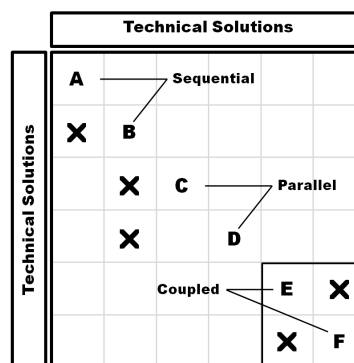 Technical Solutions
Technical Solutions
A Sequential
X B
X C Parallel
X D
Coupled E X
X F